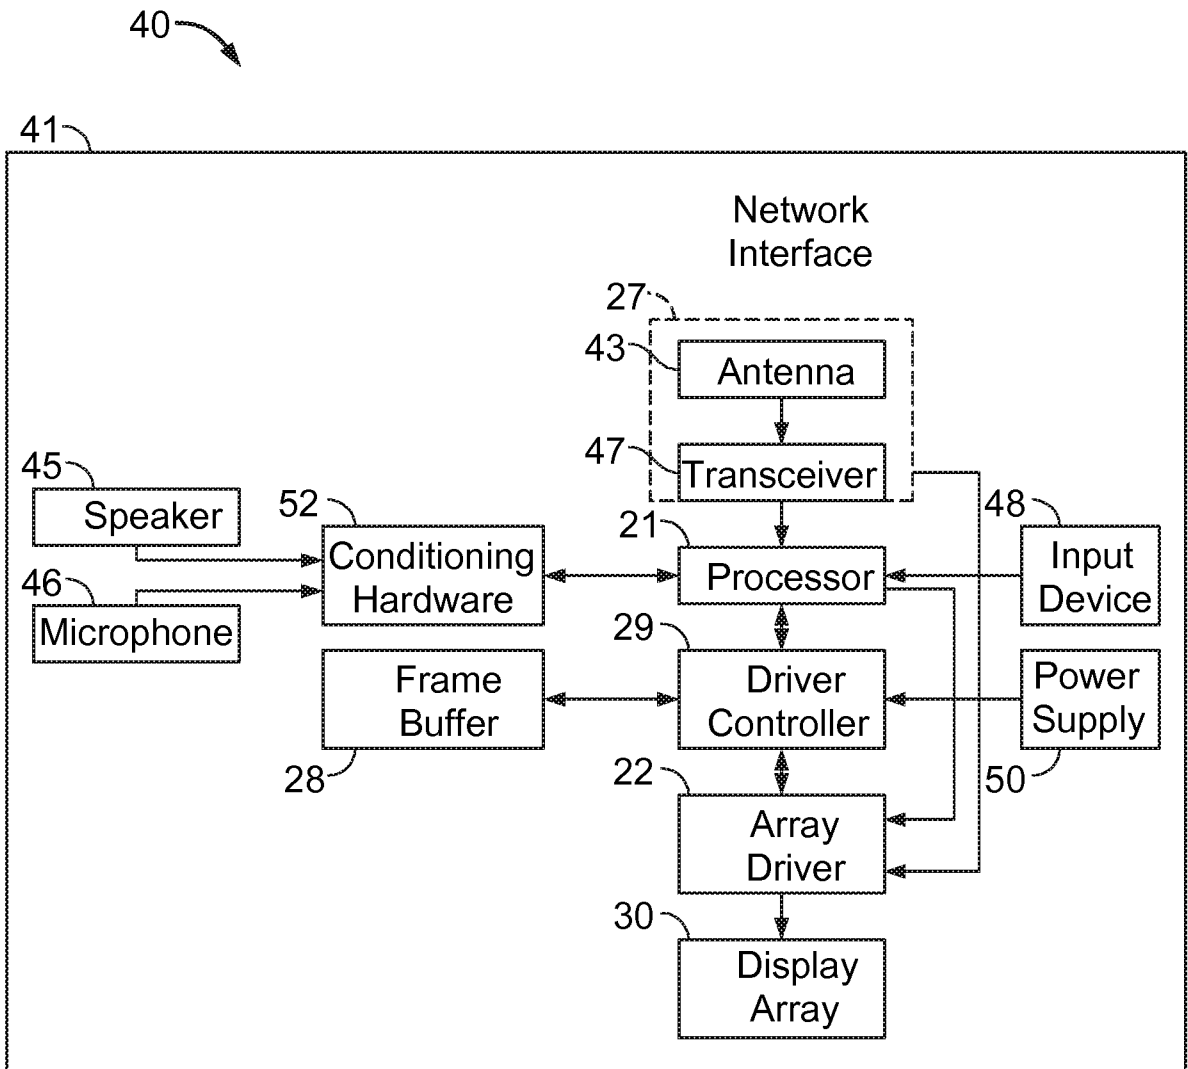 40
41
Network
Interface
27
43
Antenna
47
Transceiver
45
Speaker
46
Microphone
52
Conditioning
Hardware
21
Processor
48
Input
Device
29
Driver
Controller
Frame
Buffer
28
Power
Supply
50
22
Array
Driver
30
Display
Array